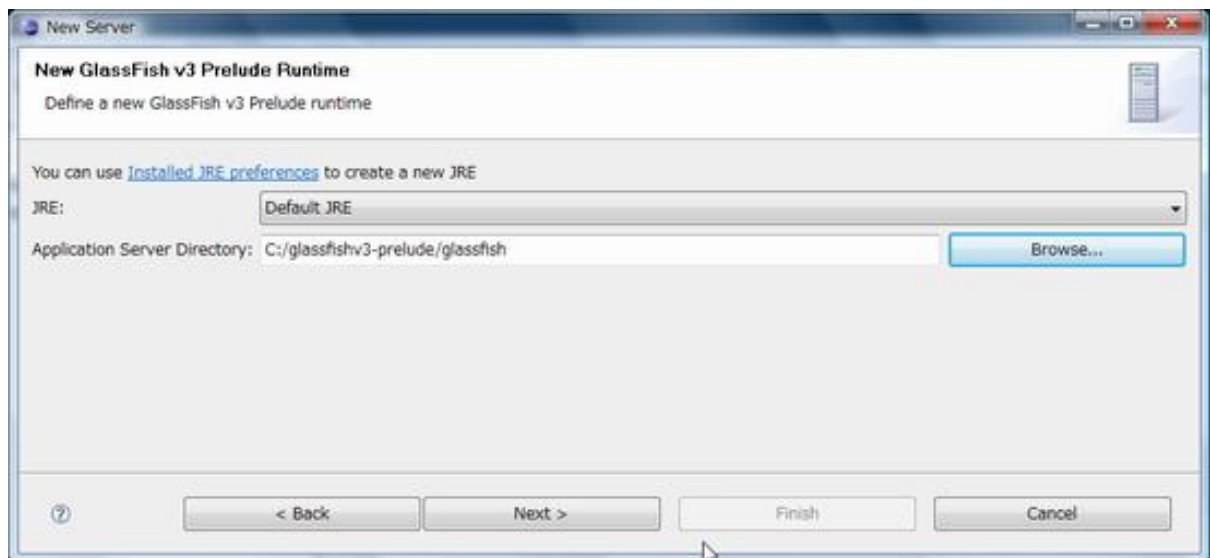 New Server
New GlassFish v3 Prelude Runtime
Define a new GlassFish v3 Prelude runtime
You can use Installed JRE preferences to create a new JRE
JRE: Default JRE
Application Server Directory: C:/glassfishv3-prelude/glassfish Browse...
? < Back Next > Finish Cancel